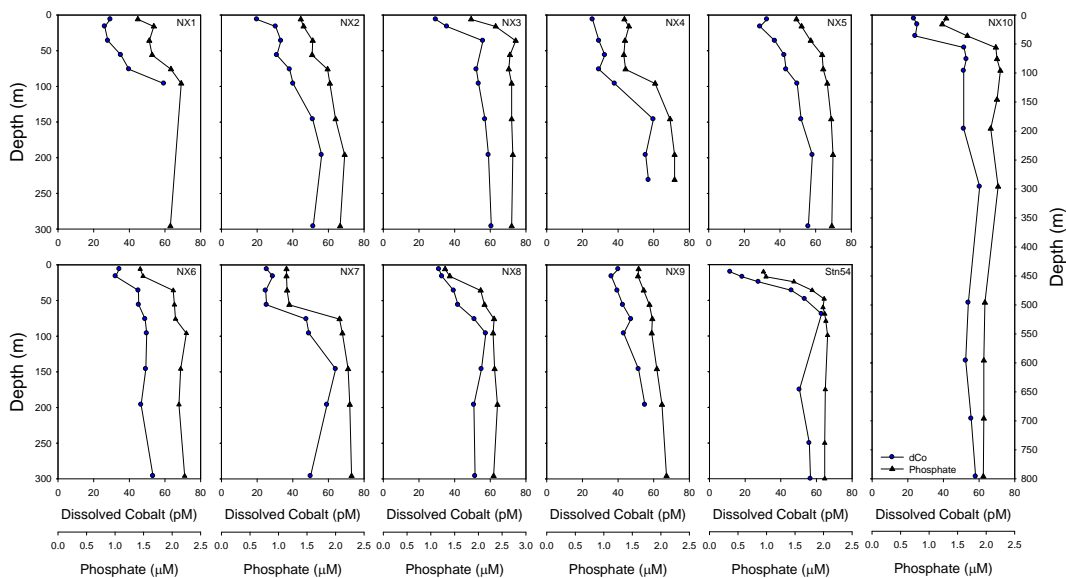 NX1
NX2
NX3
NX4
NX5
NX10
0
50
100
150
200
250
300
Depth (m)
0 20 40 60 80
0 20 40 60 80
0 20 40 60 80
0 20 40 60 80
0 20 40 60 80
NX6
NX7
NX8
NX9
Stn54
0
50
100
150
200
250
300
Depth (m)
0 20 40 60 80
0 20 40 60 80
0 20 40 60 80
0 20 40 60 80
0 20 40 60 80
0 20 40 60 80
0
50
100
150
200
250
300
350
400
450
500
550
600
650
700
750
800
Depth (m)
dCo
Phosphate
Dissolved Cobalt (pM)
Dissolved Cobalt (pM)
Dissolved Cobalt (pM)
Dissolved Cobalt (pM)
Dissolved Cobalt (pM)
Dissolved Cobalt (pM)
0.0 0.5 1.0 1.5 2.0 2.5
0.0 0.5 1.0 1.5 2.0 2.5
0.0 0.5 1.0 1.5 2.0 2.5
0.0 0.5 1.0 1.5 2.0 2.5
0.0 0.5 1.0 1.5 2.0 2.5
0.0 0.5 1.0 1.5 2.0 2.5
Phosphate (μM)
Phosphate (μM)
Phosphate (μM)
Phosphate (μM)
Phosphate (μM)
Phosphate (μM)